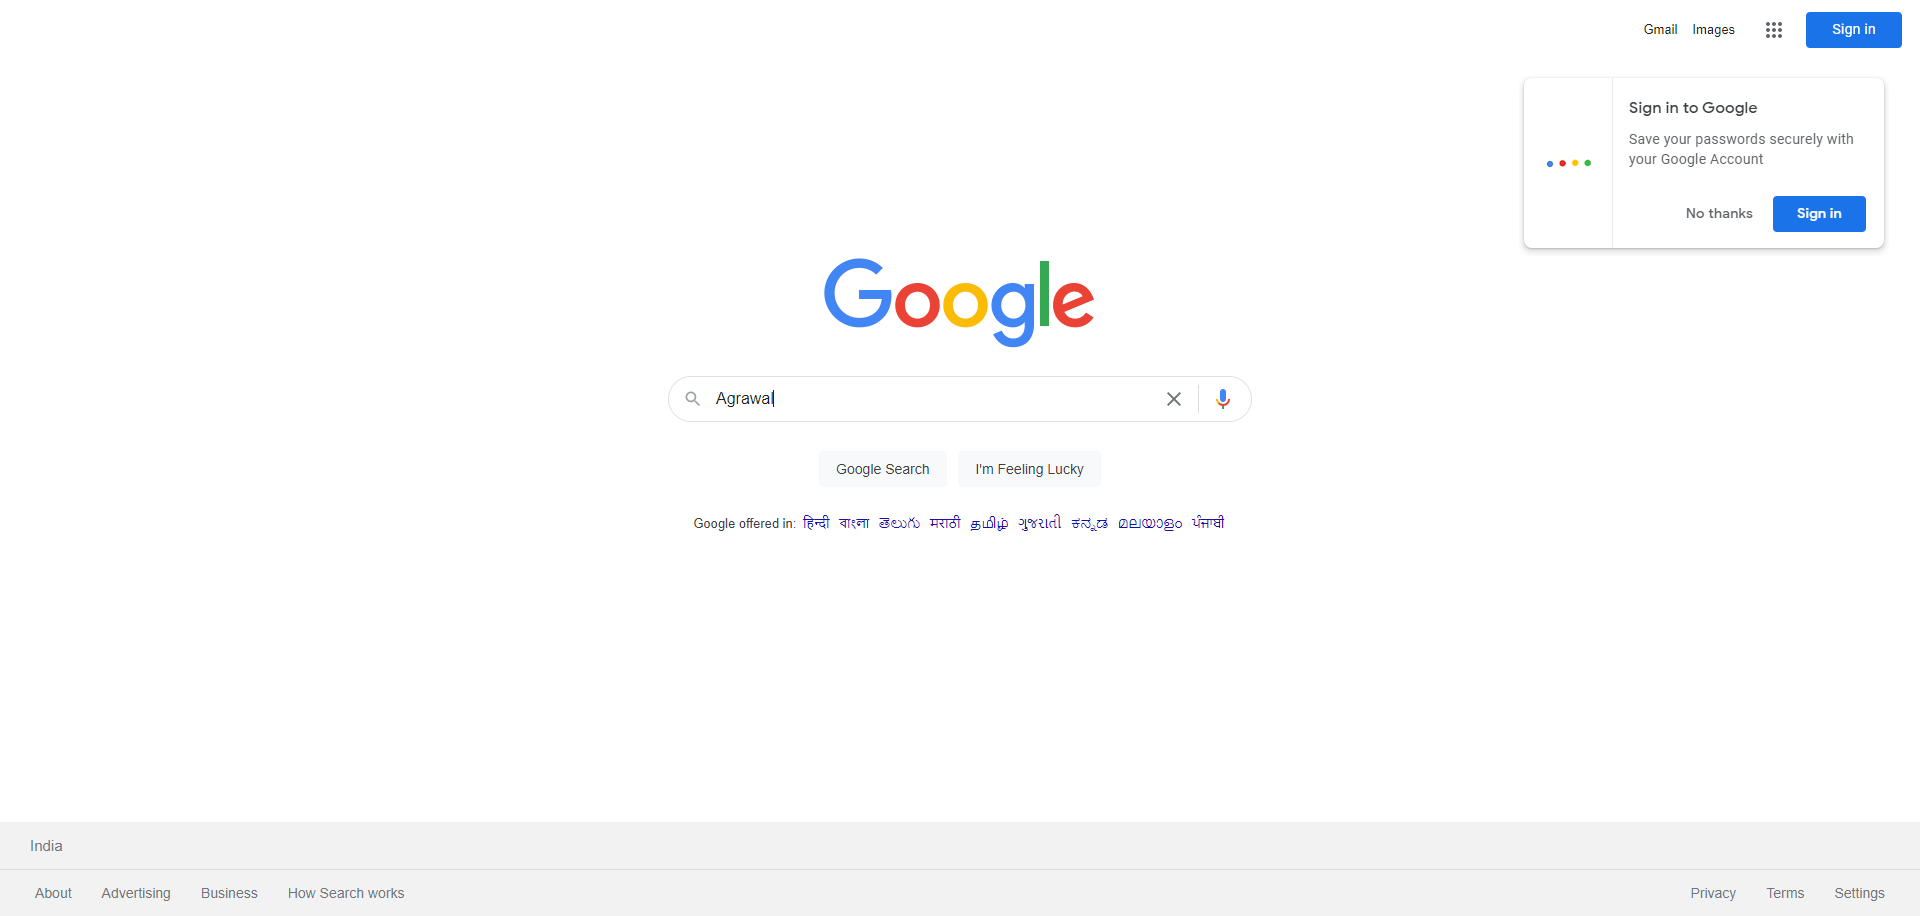 Gmail Images Sign in
Sign in to Google
Save your passwords securely with
your Google Account
No thanks Sign in
Google
Agrawal
Google Search I'm Feeling Lucky
Google offered in: हिन्दी বাংলা తెలుగు मराठी தமிழ் ગુજરાતી ಕನ್ನಡ മലയാളം ਪੰਜਾਬੀ
India
About Advertising Business How Search works Privacy Terms Settings